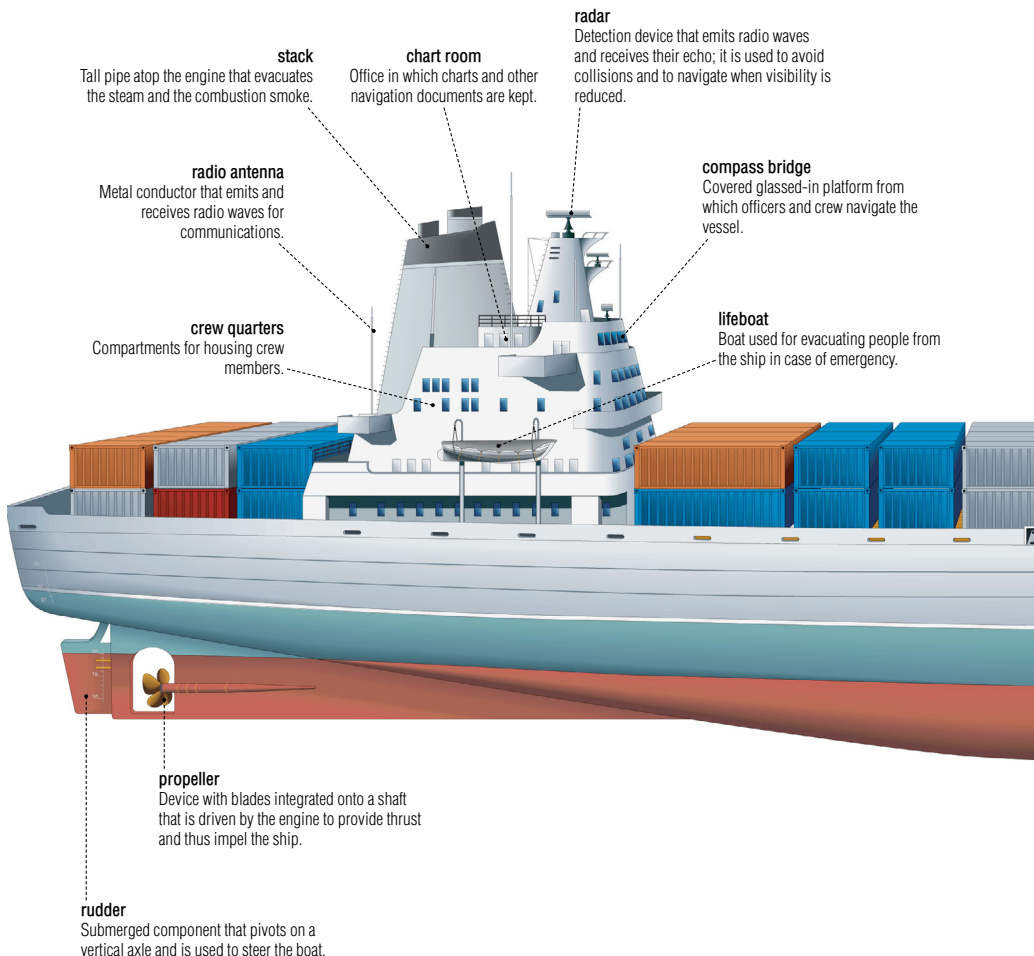 radar
Detection device that emits radio waves
and receives their echo; it is used to avoid
collisions and to navigate when visibility is
reduced.
stack
Tall pipe atop the engine that evacuates
the steam and the combustion smoke.
chart room
Office in which charts and other
navigation documents are kept.
radio antenna
Metal conductor that emits and
receives radio waves for
communications.
compass bridge
Covered glassed-in platform from
which officers and crew navigate the
vessel.
crew quarters
Compartments for housing crew
members.
lifeboat
Boat used for evacuating people from
the ship in case of emergency.
propeller
Device with blades integrated onto a shaft
that is driven by the engine to provide thrust
and thus impel the ship.
rudder
Submerged component that pivots on a
vertical axle and is used to steer the boat.